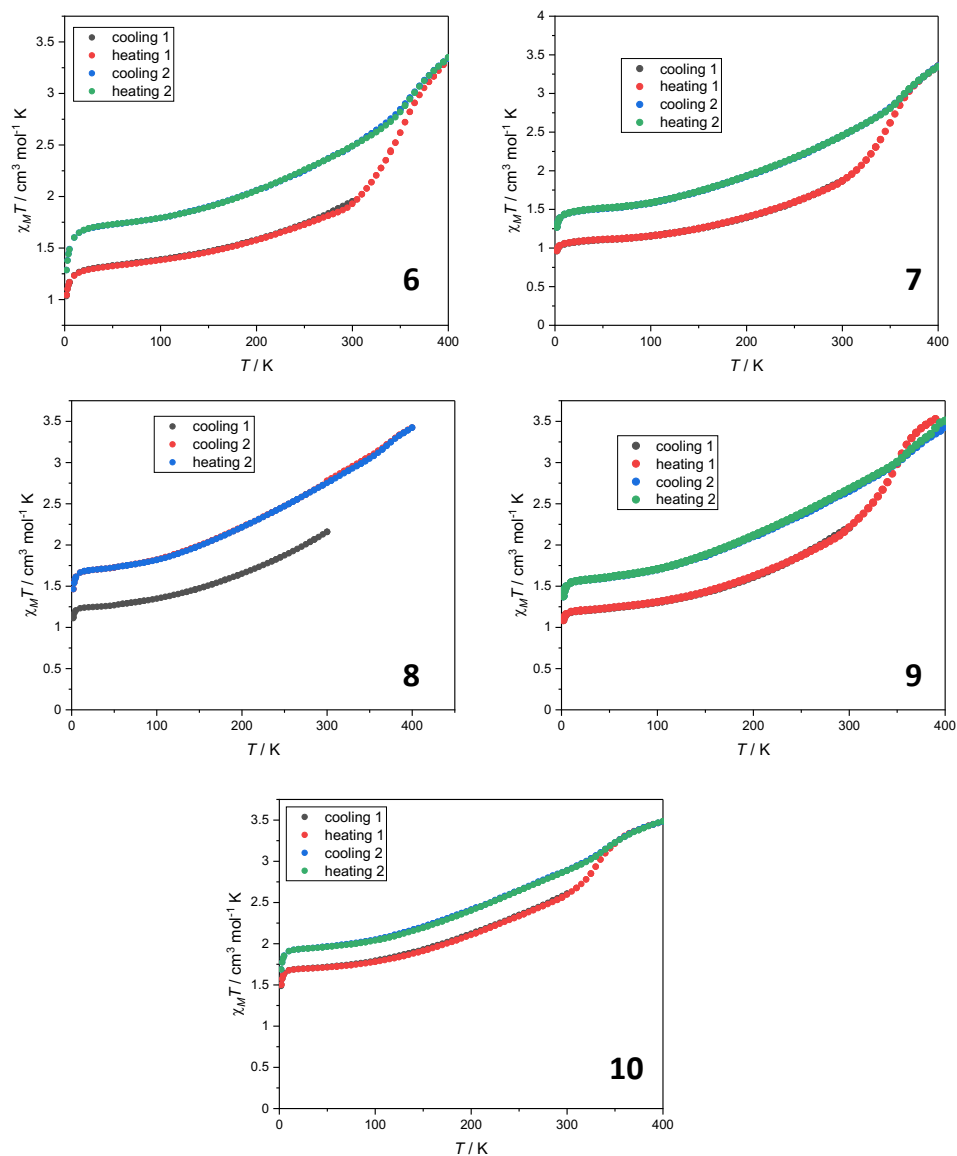 cooling 1
heating 1
cooling 2
heating 2
3.5
3
2.5
2
1.5
1
χMT / cm³ mol⁻¹ K
0 100 200 300 400
T / K
6
cooling 1
heating 1
cooling 2
heating 2
4
3.5
3
2.5
2
1.5
1
0.5
0
χMT / cm³ mol⁻¹ K
0 100 200 300 400
T / K
7
cooling 1
cooling 2
heating 2
3.5
3
2.5
2
1.5
1
0.5
0
χMT / cm³ mol⁻¹ K
0 100 200 300 400
T / K
8
cooling 1
heating 1
cooling 2
heating 2
3.5
3
2.5
2
1.5
1
0.5
0
χMT / cm³ mol⁻¹ K
0 100 200 300 400
T / K
9
cooling 1
heating 1
cooling 2
heating 2
3.5
3
2.5
2
1.5
1
0.5
0
χMT / cm³ mol⁻¹ K
0 100 200 300 400
T / K
10